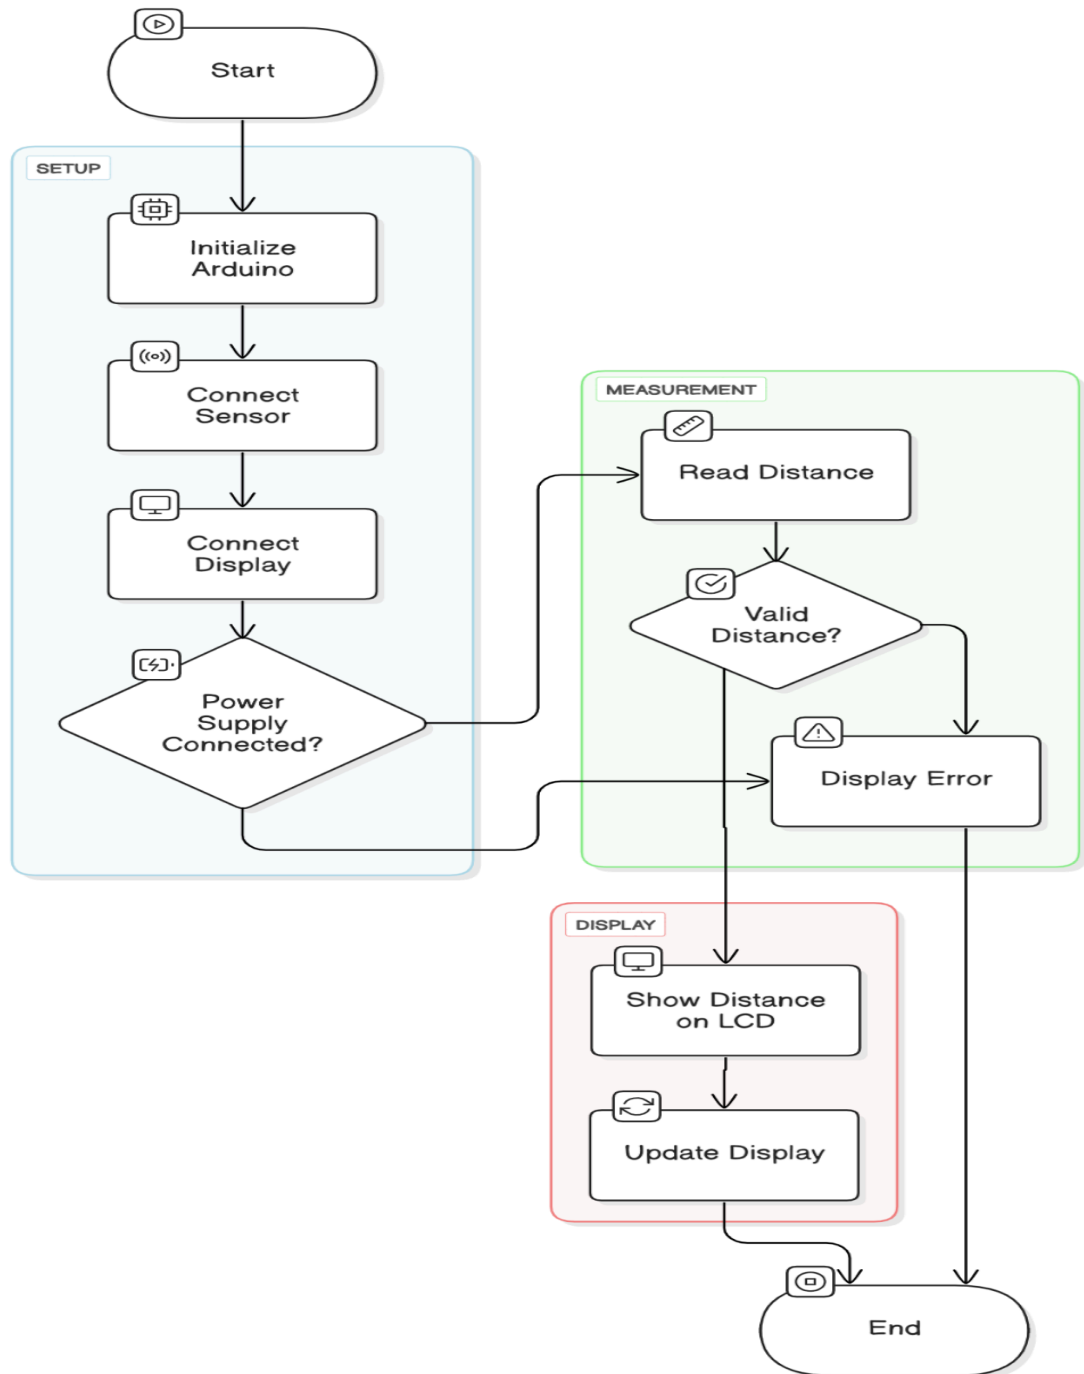 Start
SETUP
Initialize
Arduino
Connect
Sensor
Connect
Display
Power
Supply
Connected?
MEASUREMENT
Read Distance
Valid
Distance?
Display Error
DISPLAY
Show Distance
on LCD
Update Display
End